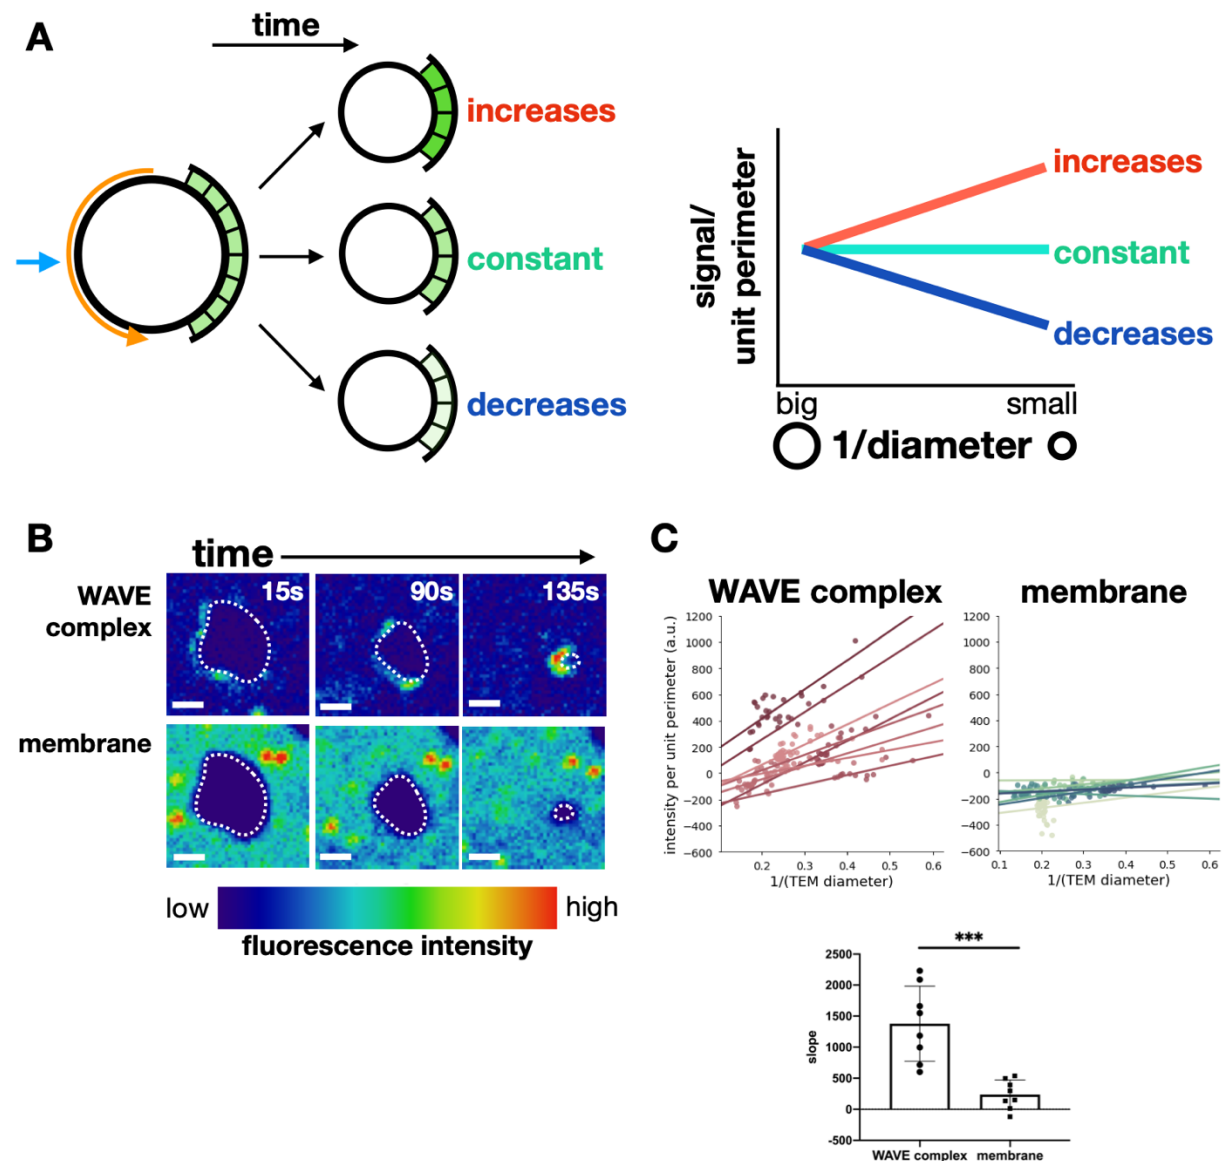 A
time
increases
constant
decreases
signal/
unit perimeter
increases
constant
decreases
big
small
1/diameter
B
time
WAVE
complex
15s
90s
135s
membrane
low
high
fluorescence intensity
C
WAVE complex
membrane
intensity per unit perimeter (a.u.)
1200
1000
800
600
400
200
0
−200
−400
−600
0.2 0.3 0.4 0.5 0.6
1/(TEM diameter)
1200
1000
800
600
400
200
0
−200
−400
−600
0.1 0.2 0.3 0.4 0.5 0.6
1/(TEM diameter)
***
slope
2500
2000
1500
1000
500
0
-500
WAVE complex membrane